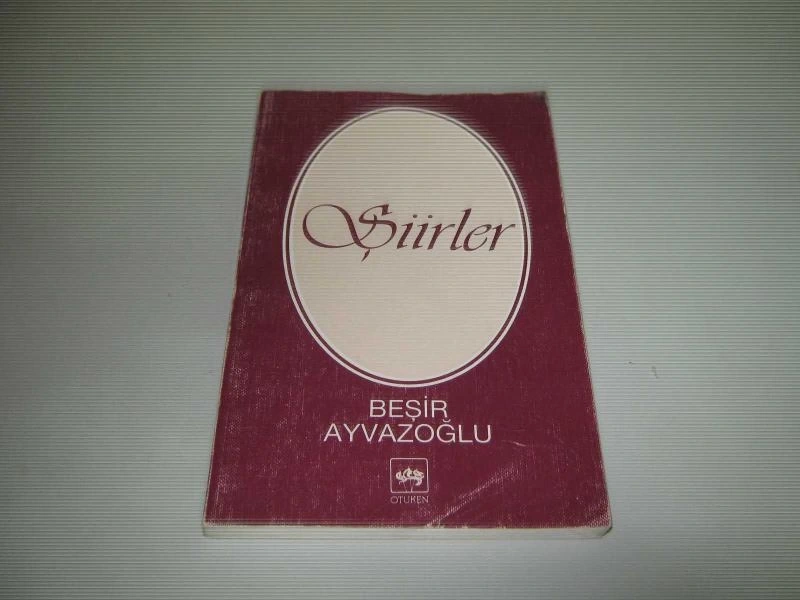 Şiirler
BEŞİR
AYVAZOĞLU
ÖTÜKEN